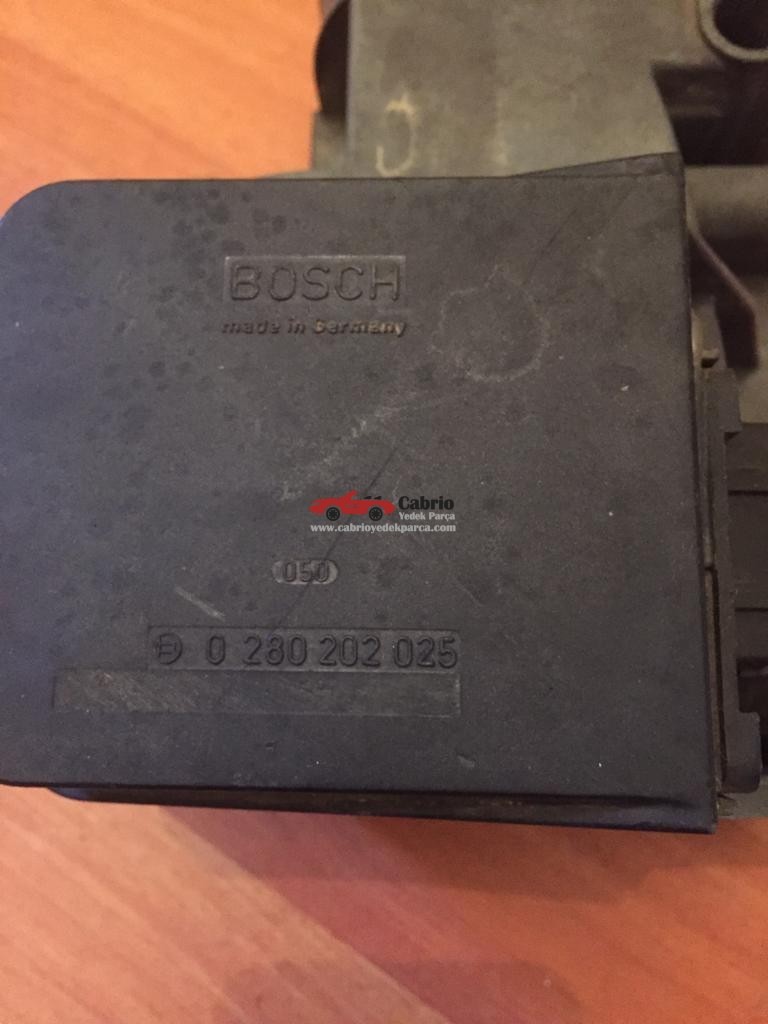 BOSCH
made in Germany
Cabrio
Yedek Parça
www.cabrioyedekparca.com
050
0 280 202 025